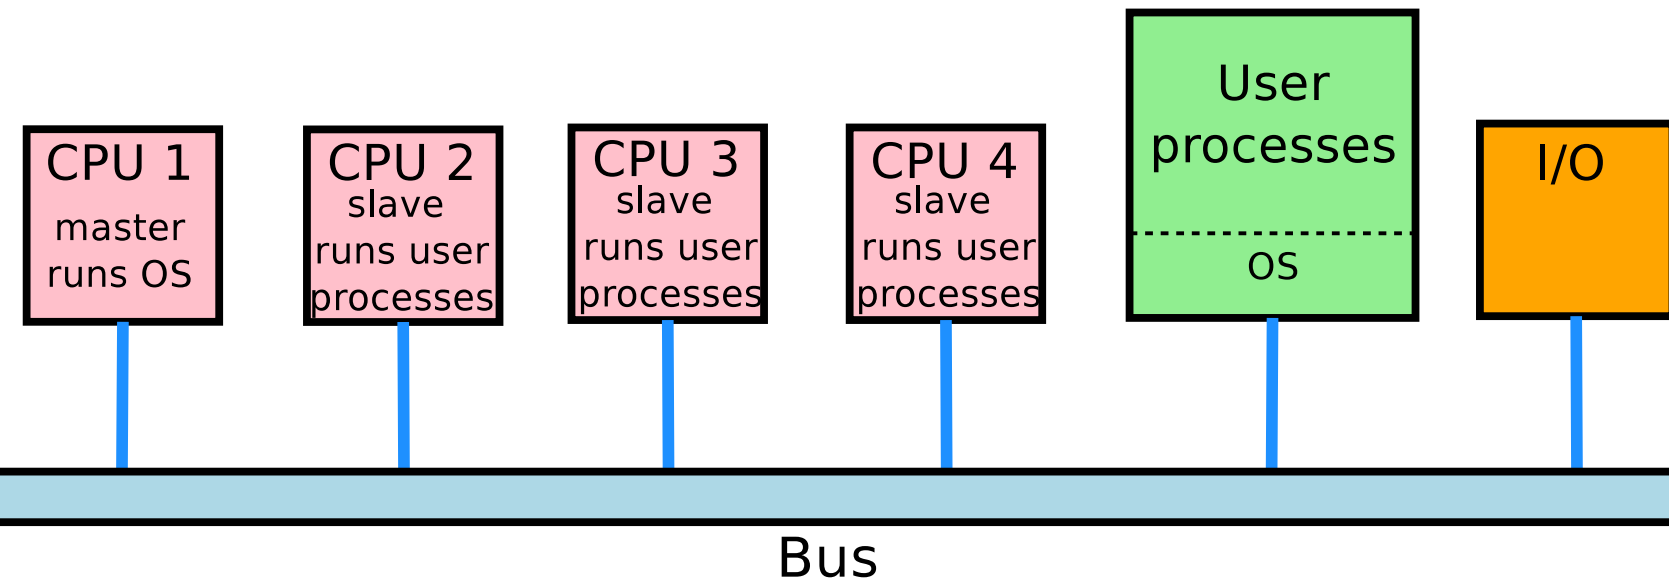 CPU 1
master
runs OS
CPU 2
slave
runs user
processes
CPU 3
slave
runs user
processes
CPU 4
slave
runs user
processes
User
processes
OS
I/O
Bus